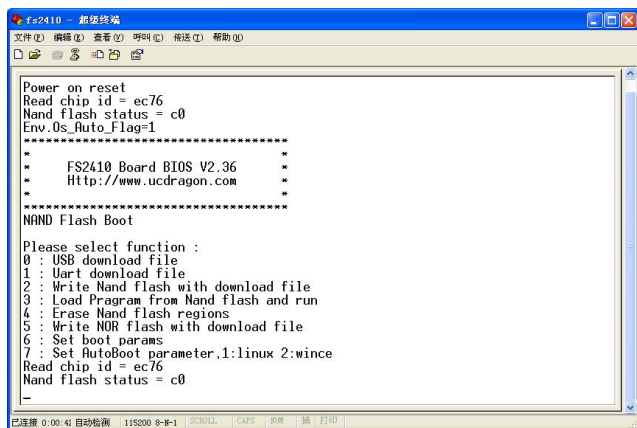 fs2410 - 超级终端
文件(F) 编辑(E) 查看(V) 呼叫(C) 传送(T) 帮助(H)
Power on reset
Read chip id = ec76
Nand flash status = c0
Env.Os_Auto_Flag=1
***********************************
* *
* FS2410 Board BIOS V2.36 *
* Http://www.ucdragon.com *
* *
***********************************
NAND Flash Boot
Please select function :
0 : USB download file
1 : Uart download file
2 : Write Nand flash with download file
3 : Load Pragram from Nand flash and run
4 : Erase Nand flash regions
5 : Write NOR flash with download file
6 : Set boot params
7 : Set AutoBoot parameter,1:linux 2:wince
Read chip id = ec76
Nand flash status = c0
_
已连接 0:00:42 自动检测 115200 8-N-1 SCROLL CAPS NUM 捕 打印